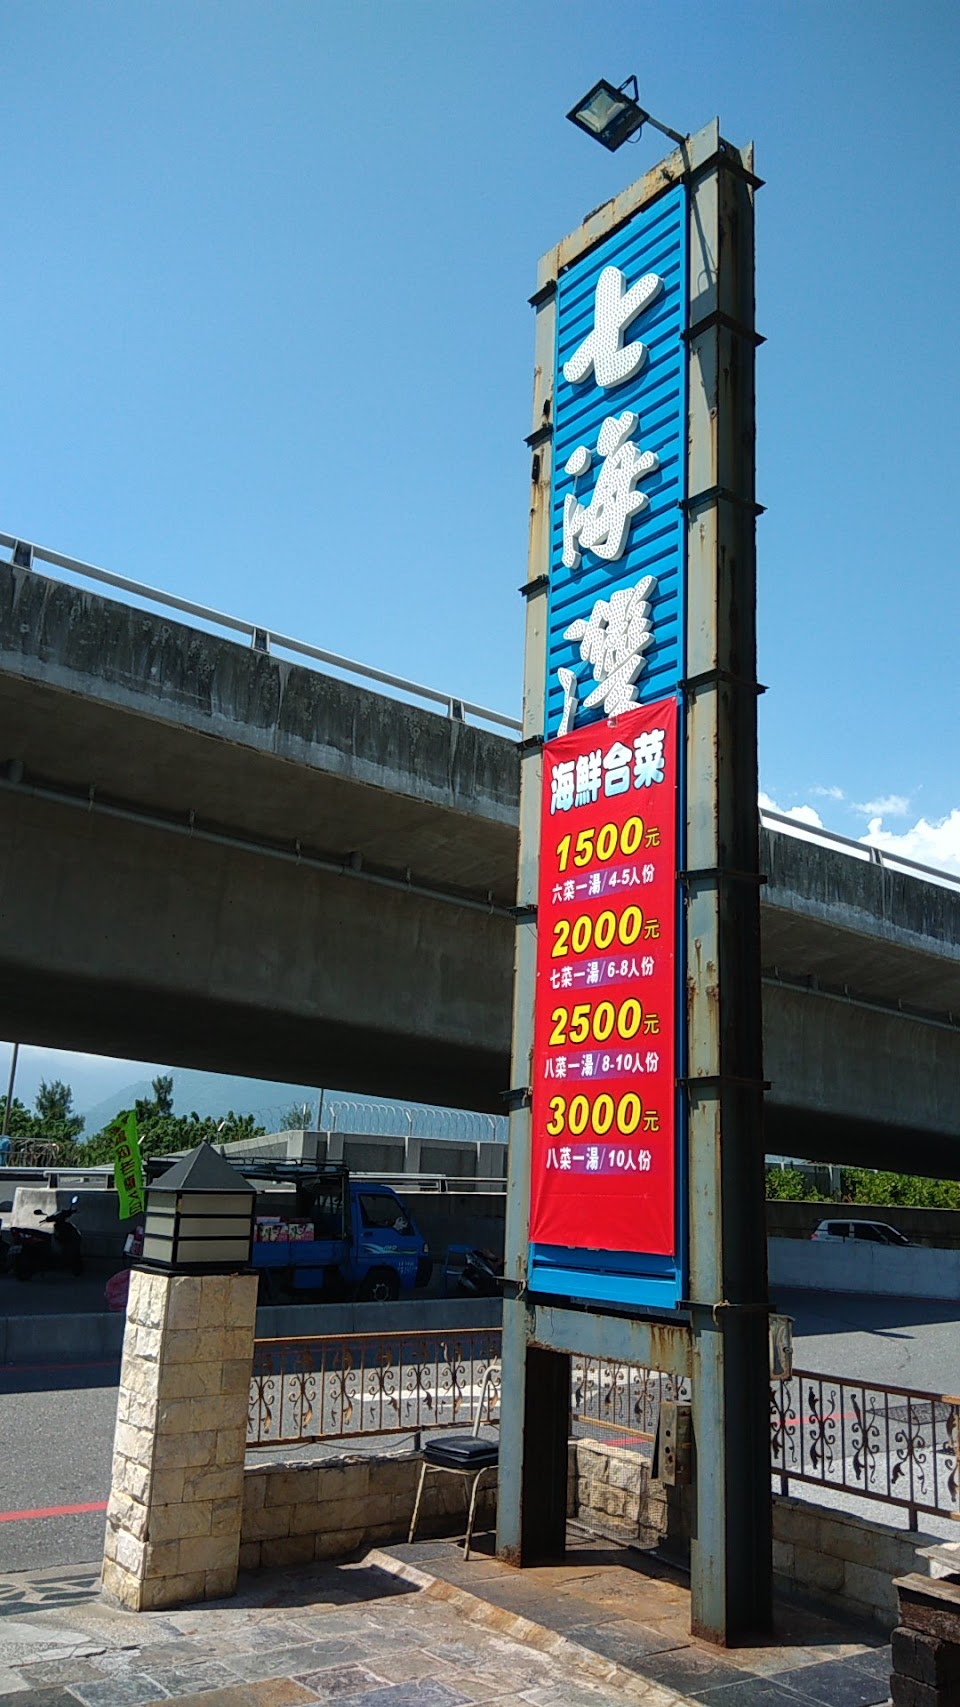 七海灣
海鮮合菜
1500元
六菜一湯/4-5人份
2000元
七菜一湯/6-8人份
2500元
八菜一湯/8-10人份
3000元
八菜一湯/10人份